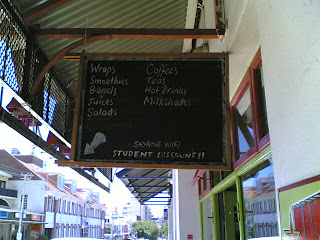 Wraps
Smoothies
Bagels
Juices
Salads
Coffees
Teas
Hot Drinks
Milkshakes
SKYROVE WIFI
STUDENT DISCOUNT!!